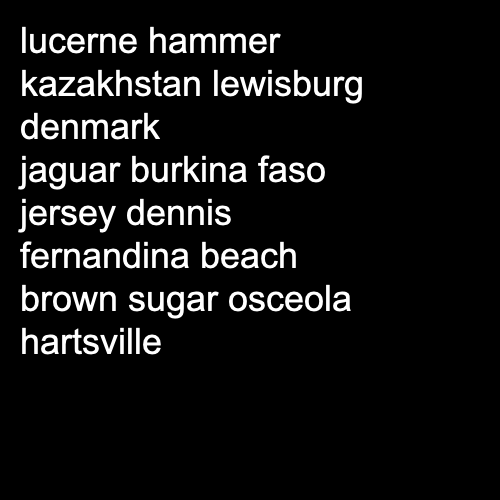 lucerne hammer
kazakhstan lewisburg
denmark
jaguar burkina faso
jersey dennis
fernandina beach
brown sugar osceola
hartsville